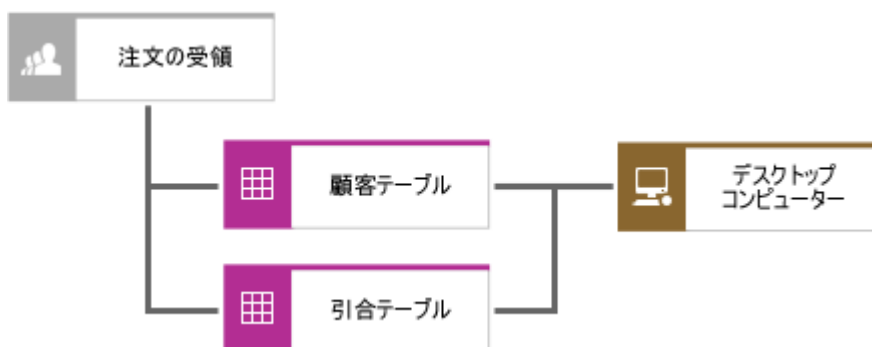 注文の受領
顧客テーブル
デスクトップ
コンピューター
引合テーブル